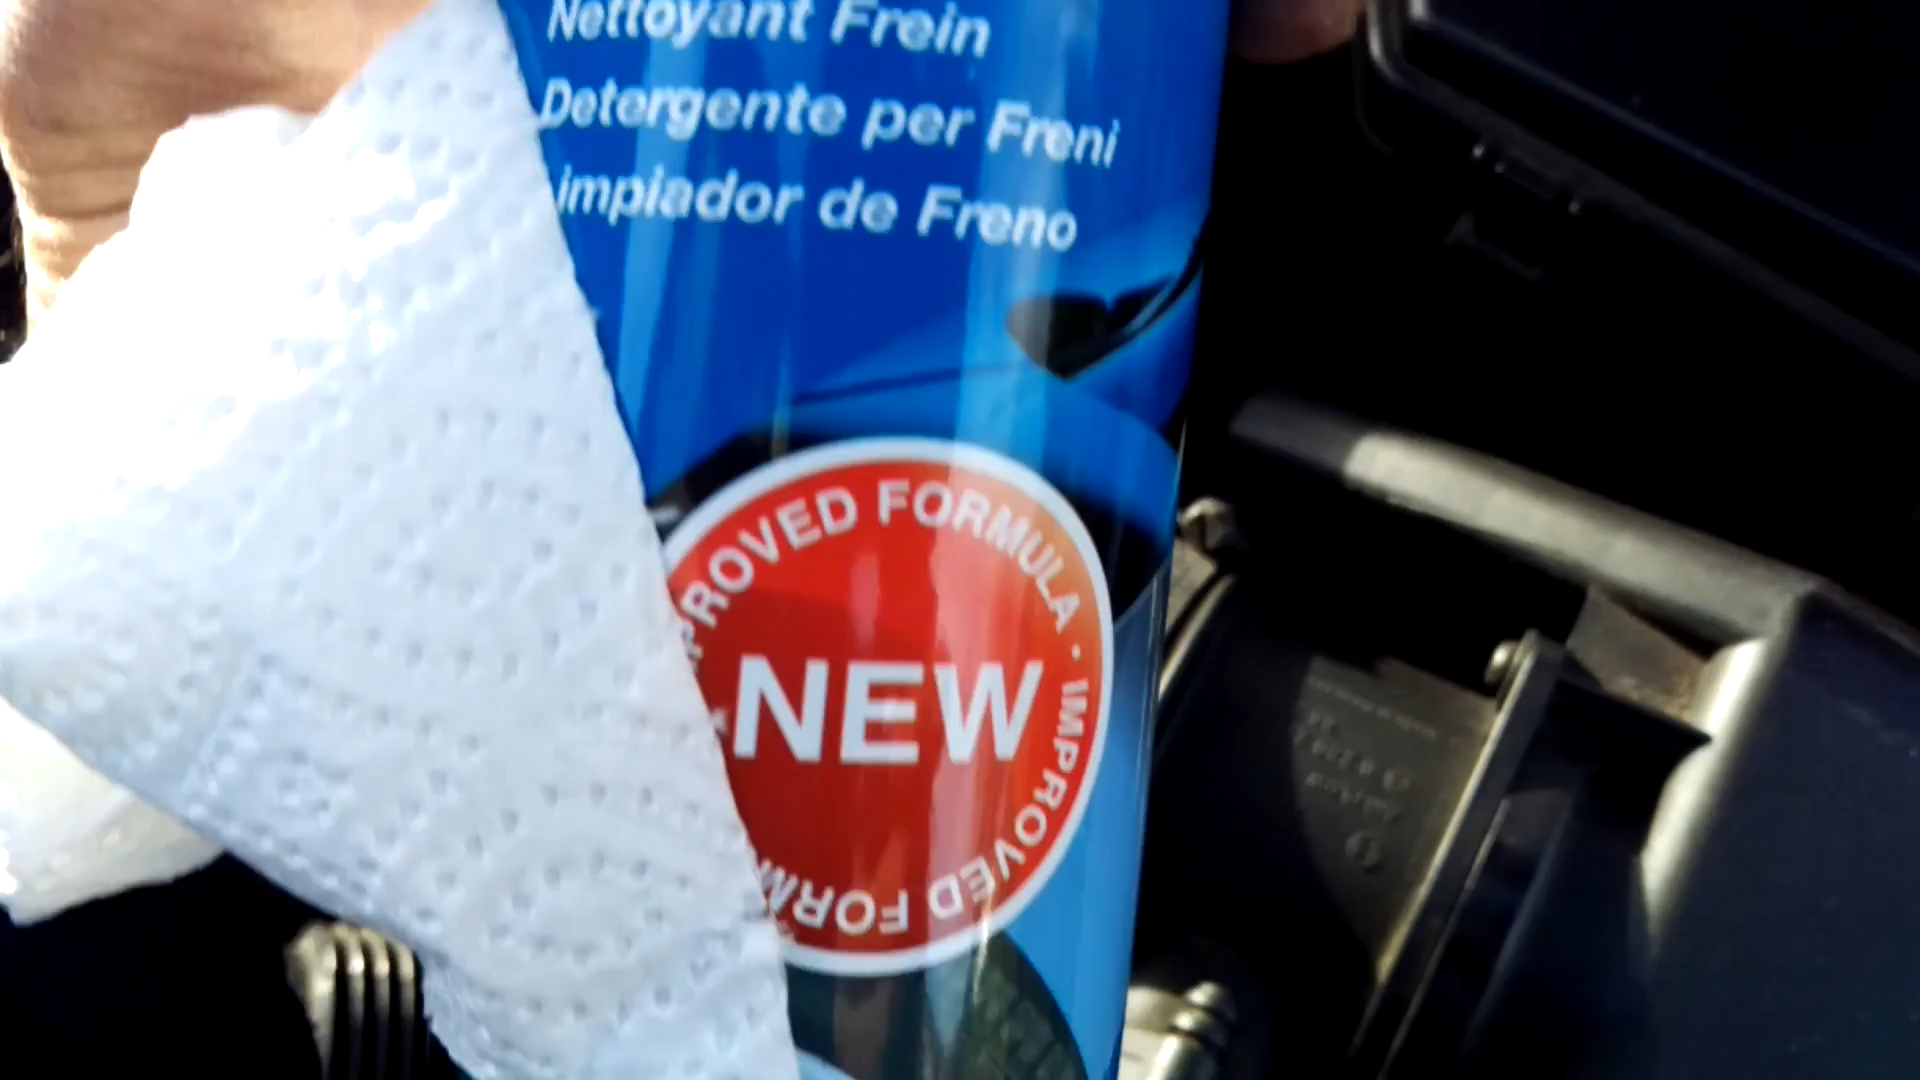 Nettoyant Frein
Detergente per Freni
impiador de Freno
PROVED FORMULA · IMPROVED FORM
NEW